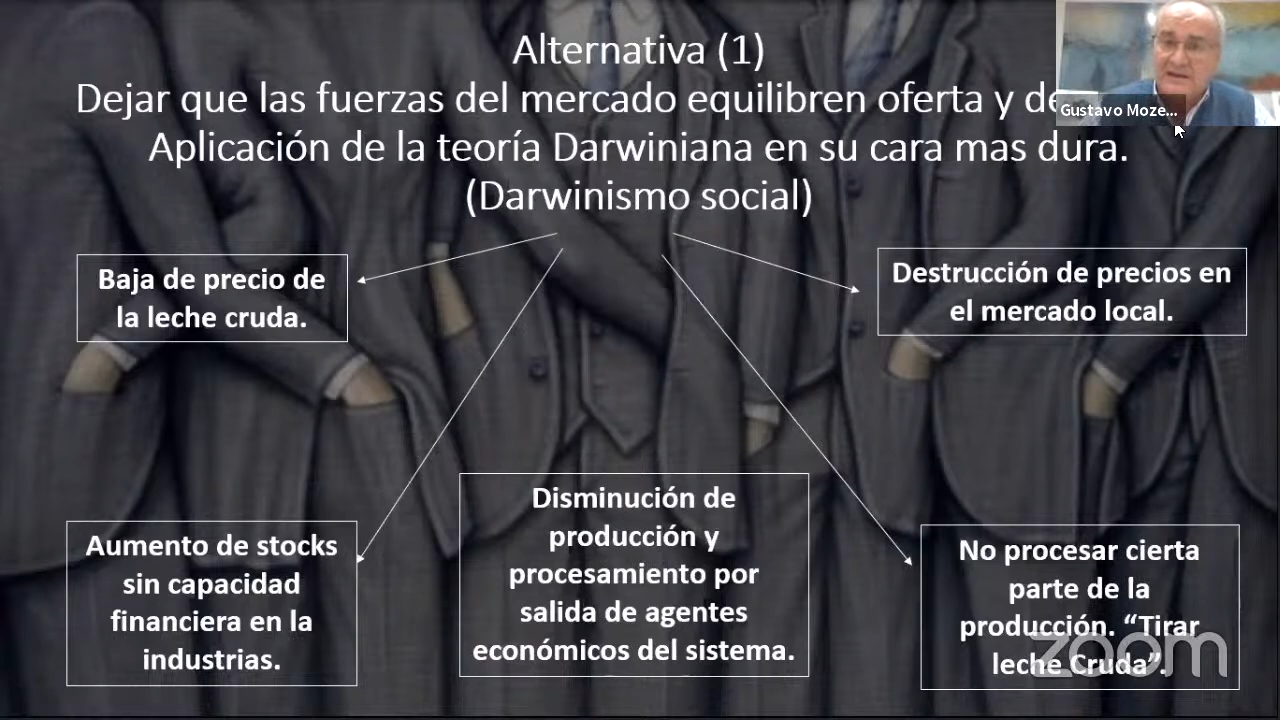 Alternativa (1)
Dejar que las fuerzas del mercado equilibren oferta y de
Aplicación de la teoría Darwiniana en su cara mas dura.
(Darwinismo social)
Gustavo Moze...
Baja de precio de
la leche cruda.
Destrucción de precios en
el mercado local.
Aumento de stocks
sin capacidad
financiera en la
industrias.
Disminución de
producción y
procesamiento por
salida de agentes
económicos del sistema.
No procesar cierta
parte de la
producción. “Tirar
leche Cruda”.
zoom